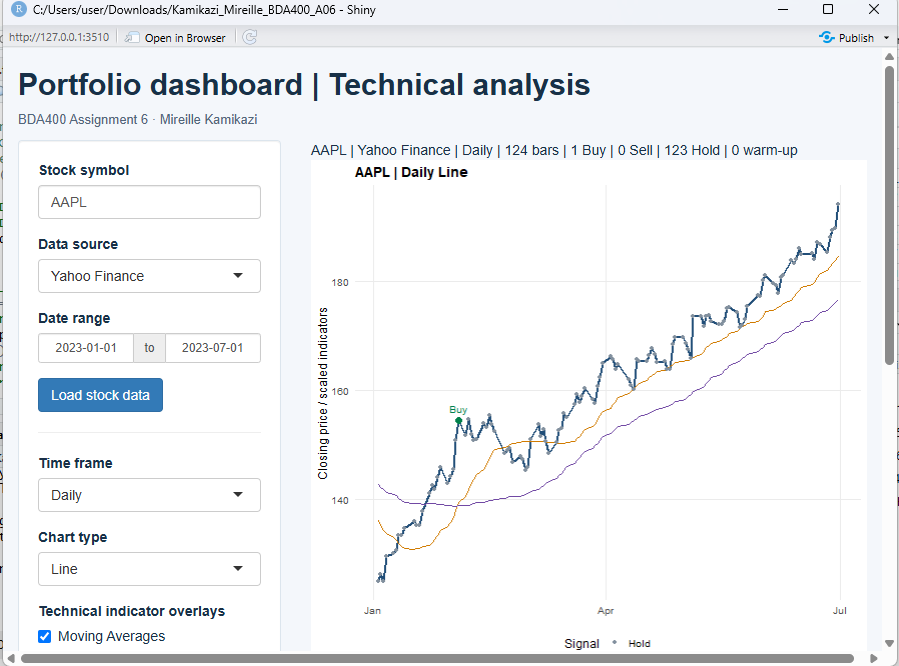 C:/Users/user/Downloads/Kamikazi_Mireille_BDA400_A06 - Shiny
http://127.0.0.1:3510
Open in Browser
Publish
Portfolio dashboard | Technical analysis
BDA400 Assignment 6 · Mireille Kamikazi
Stock symbol
AAPL
Data source
Yahoo Finance
Date range
2023-01-01 to 2023-07-01
Load stock data
Time frame
Daily
Chart type
Line
Technical indicator overlays
Moving Averages
AAPL | Yahoo Finance | Daily | 124 bars | 1 Buy | 0 Sell | 123 Hold | 0 warm-up
AAPL | Daily Line
Closing price / scaled indicators
180
160
140
Buy
Jan Apr Jul
Signal Hold